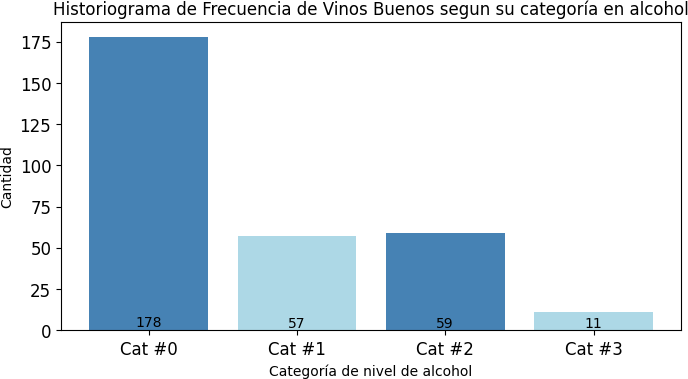 Historiograma de Frecuencia de Vinos Buenos segun su categoría en alcohol
175
150
125
100
75
50
25
0
Cantidad
178
57
59
11
Cat #0
Cat #1
Cat #2
Cat #3
Categoría de nivel de alcohol